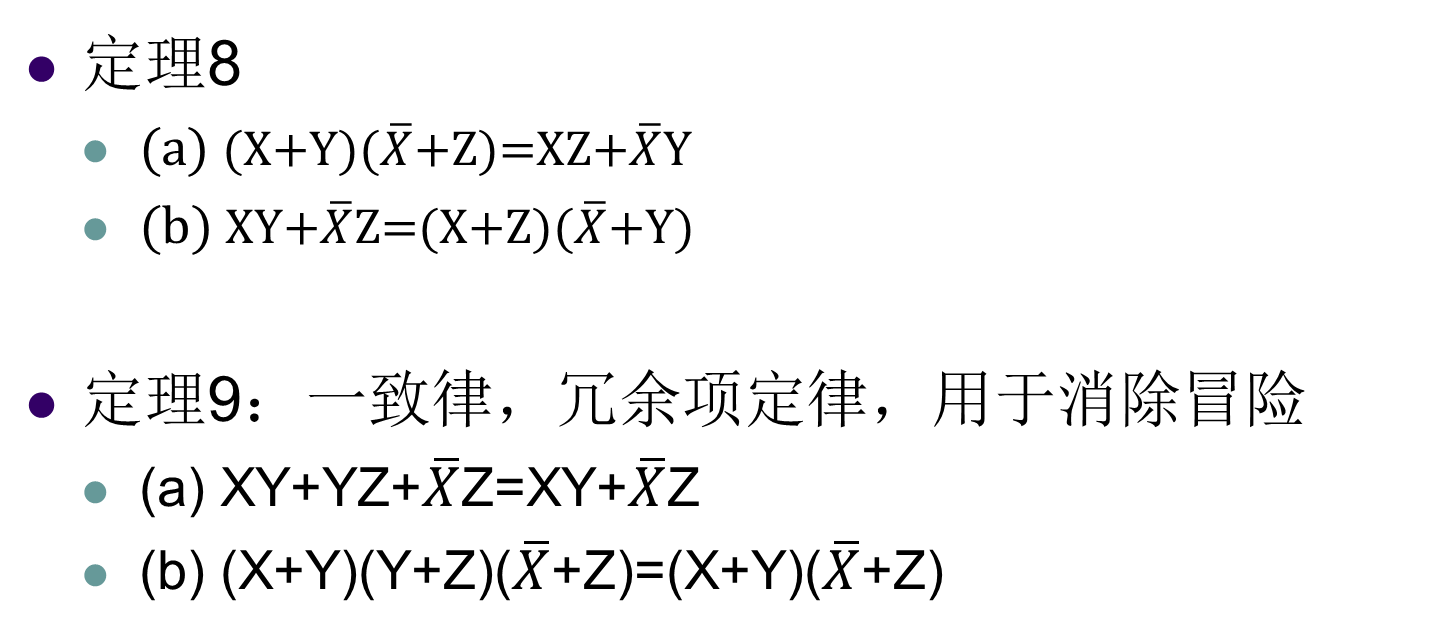 ● 定理8
● (a) (X+Y)(X̅+Z)=XZ+X̅Y
● (b) XY+X̅Z=(X+Z)(X̅+Y)
● 定理9：一致律，冗余项定律，用于消除冒险
● (a) XY+YZ+X̅Z=XY+X̅Z
● (b) (X+Y)(Y+Z)(X̅+Z)=(X+Y)(X̅+Z)